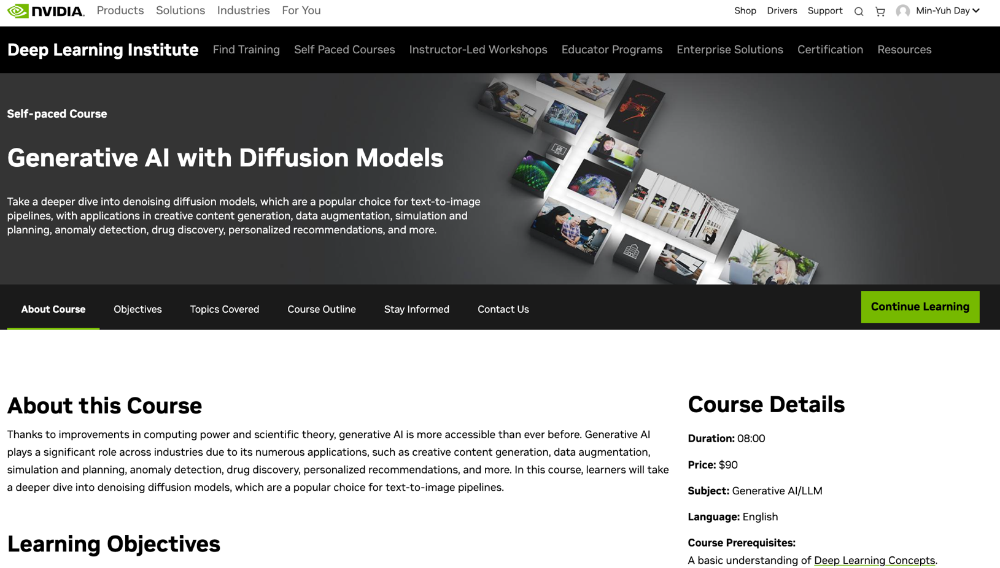 NVIDIA. Products Solutions Industries For You Shop Drivers Support Min-Yuh Day
Deep Learning Institute Find Training Self Paced Courses Instructor-Led Workshops Educator Programs Enterprise Solutions Certification Resources
Self-paced Course
Generative AI with Diffusion Models
Take a deeper dive into denoising diffusion models, which are a popular choice for text-to-image
pipelines, with applications in creative content generation, data augmentation, simulation and
planning, anomaly detection, drug discovery, personalized recommendations, and more.
About Course Objectives Topics Covered Course Outline Stay Informed Contact Us Continue Learning
About this Course
Thanks to improvements in computing power and scientific theory, generative AI is more accessible than ever before. Generative AI
plays a significant role across industries due to its numerous applications, such as creative content generation, data augmentation,
simulation and planning, anomaly detection, drug discovery, personalized recommendations, and more. In this course, learners will take
a deeper dive into denoising diffusion models, which are a popular choice for text-to-image pipelines.
Learning Objectives
Course Details
Duration: 08:00
Price: $90
Subject: Generative AI/LLM
Language: English
Course Prerequisites:
A basic understanding of Deep Learning Concepts.